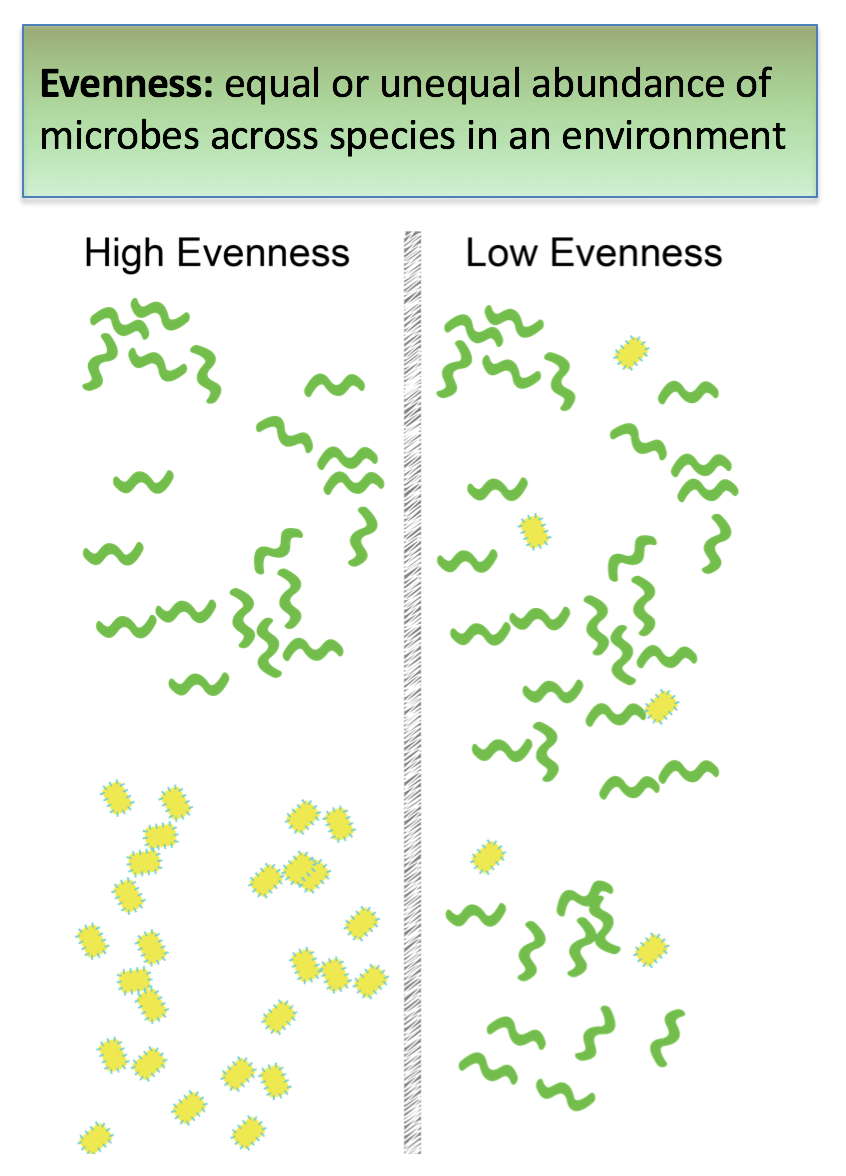 Evenness: equal or unequal abundance of
microbes across species in an environment
High Evenness
Low Evenness